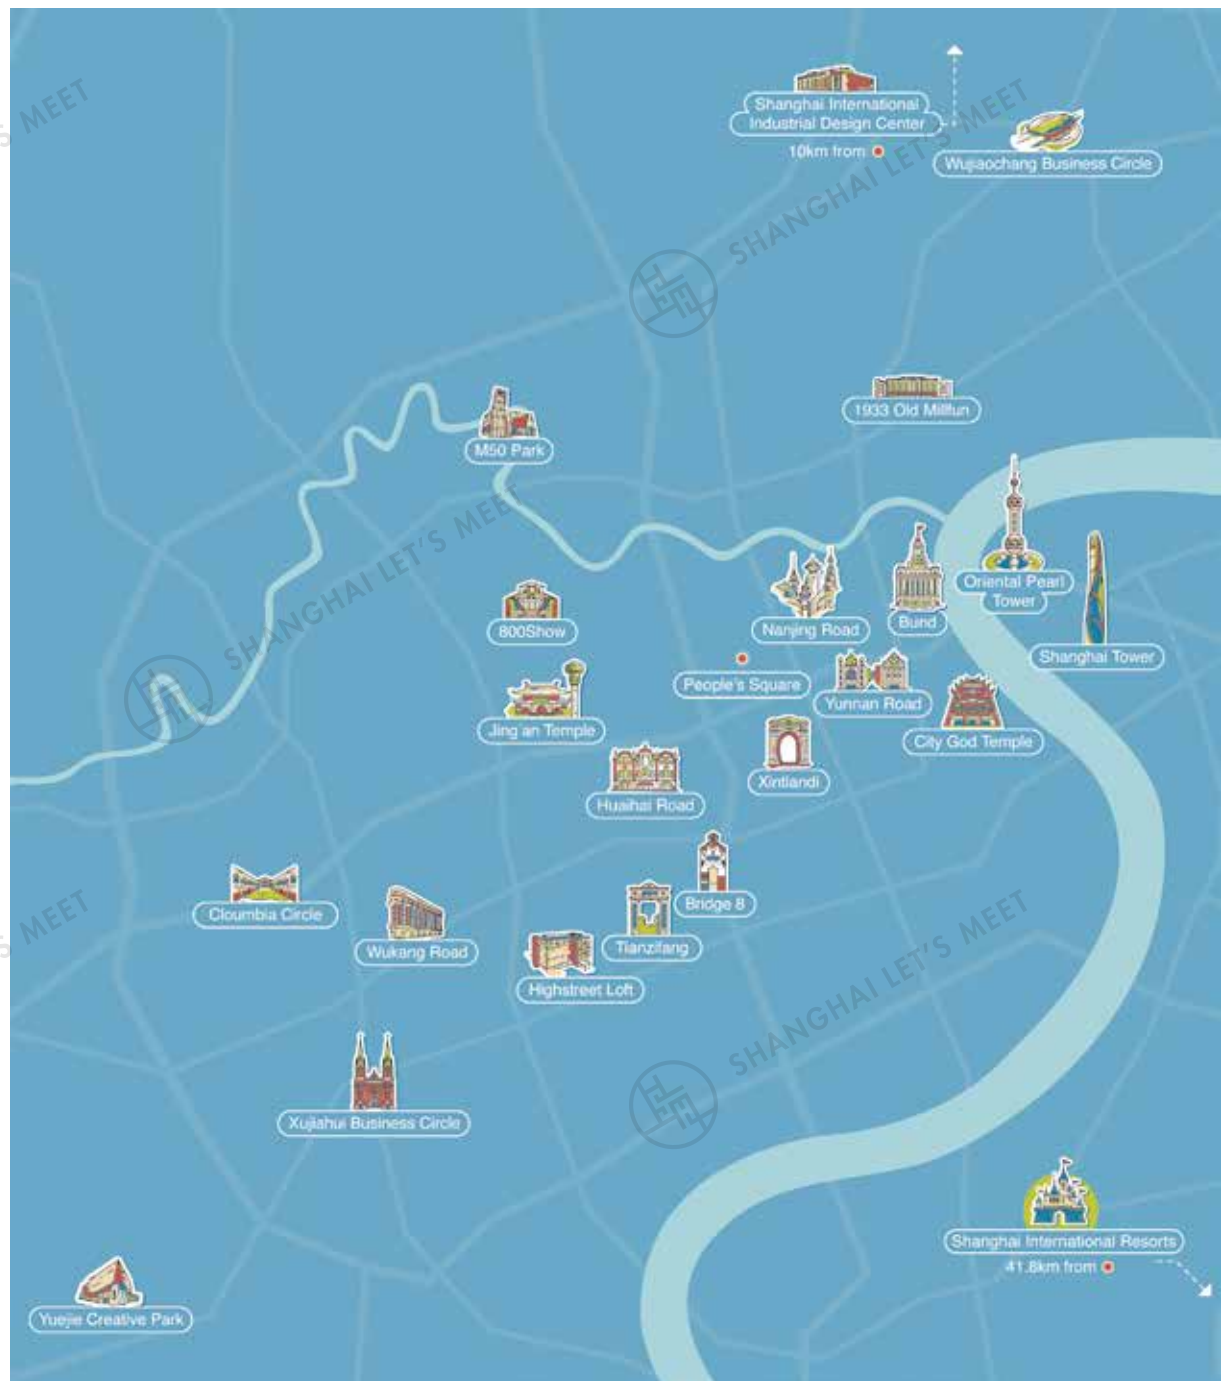 S MEET
SHANGHAI LET'S MEET
Shanghai International
Industrial Design Center
10km from
Wujiaochang Business Circle
1933 Old Millfun
M50 Park
SHANGHAI LET'S MEET
Oriental Pearl
Tower
800Show
Nanjing Road
Bund
Shanghai Tower
People's Square
Yunnan Road
Jing an Temple
City God Temple
Xintiandi
Huaihai Road
Bridge 8
Cloumbia Circle
S MEET
Wukang Road
Tianzifang
Highstreet Loft
SHANGHAI LET'S MEET
Xujiahui Business Circle
Shanghai International Resorts
41.8km from
Yuejie Creative Park